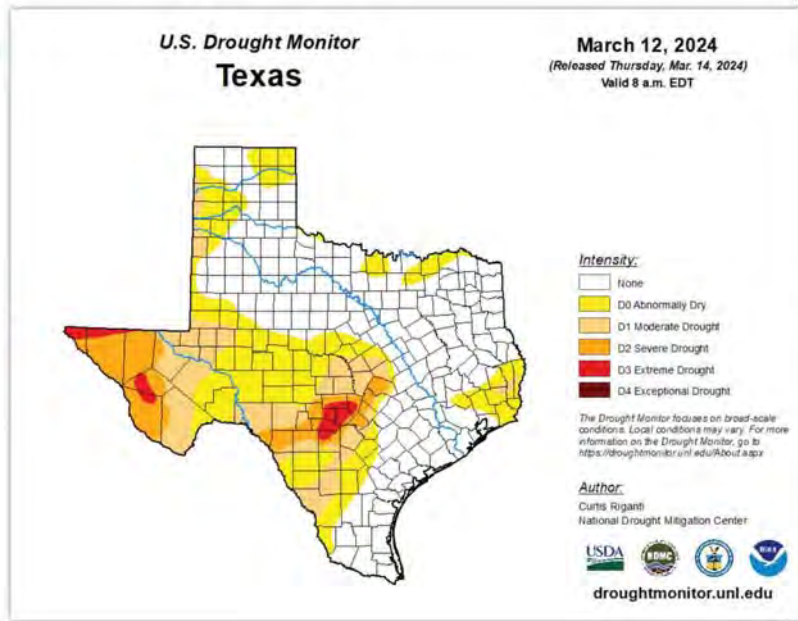 U.S. Drought Monitor
Texas
March 12, 2024
(Released Thursday, Mar. 14, 2024)
Valid 8 a.m. EDT
Intensity:
None
D0 Abnormally Dry
D1 Moderate Drought
D2 Severe Drought
D3 Extreme Drought
D4 Exceptional Drought
The Drought Monitor focuses on broad-scale
conditions. Local conditions may vary. For more
information on the Drought Monitor, go to
https://droughtmonitor.unl.edu/About.aspx
Author:
Curtis Riganti
National Drought Mitigation Center
USDA
NDMC
droughtmonitor.unl.edu